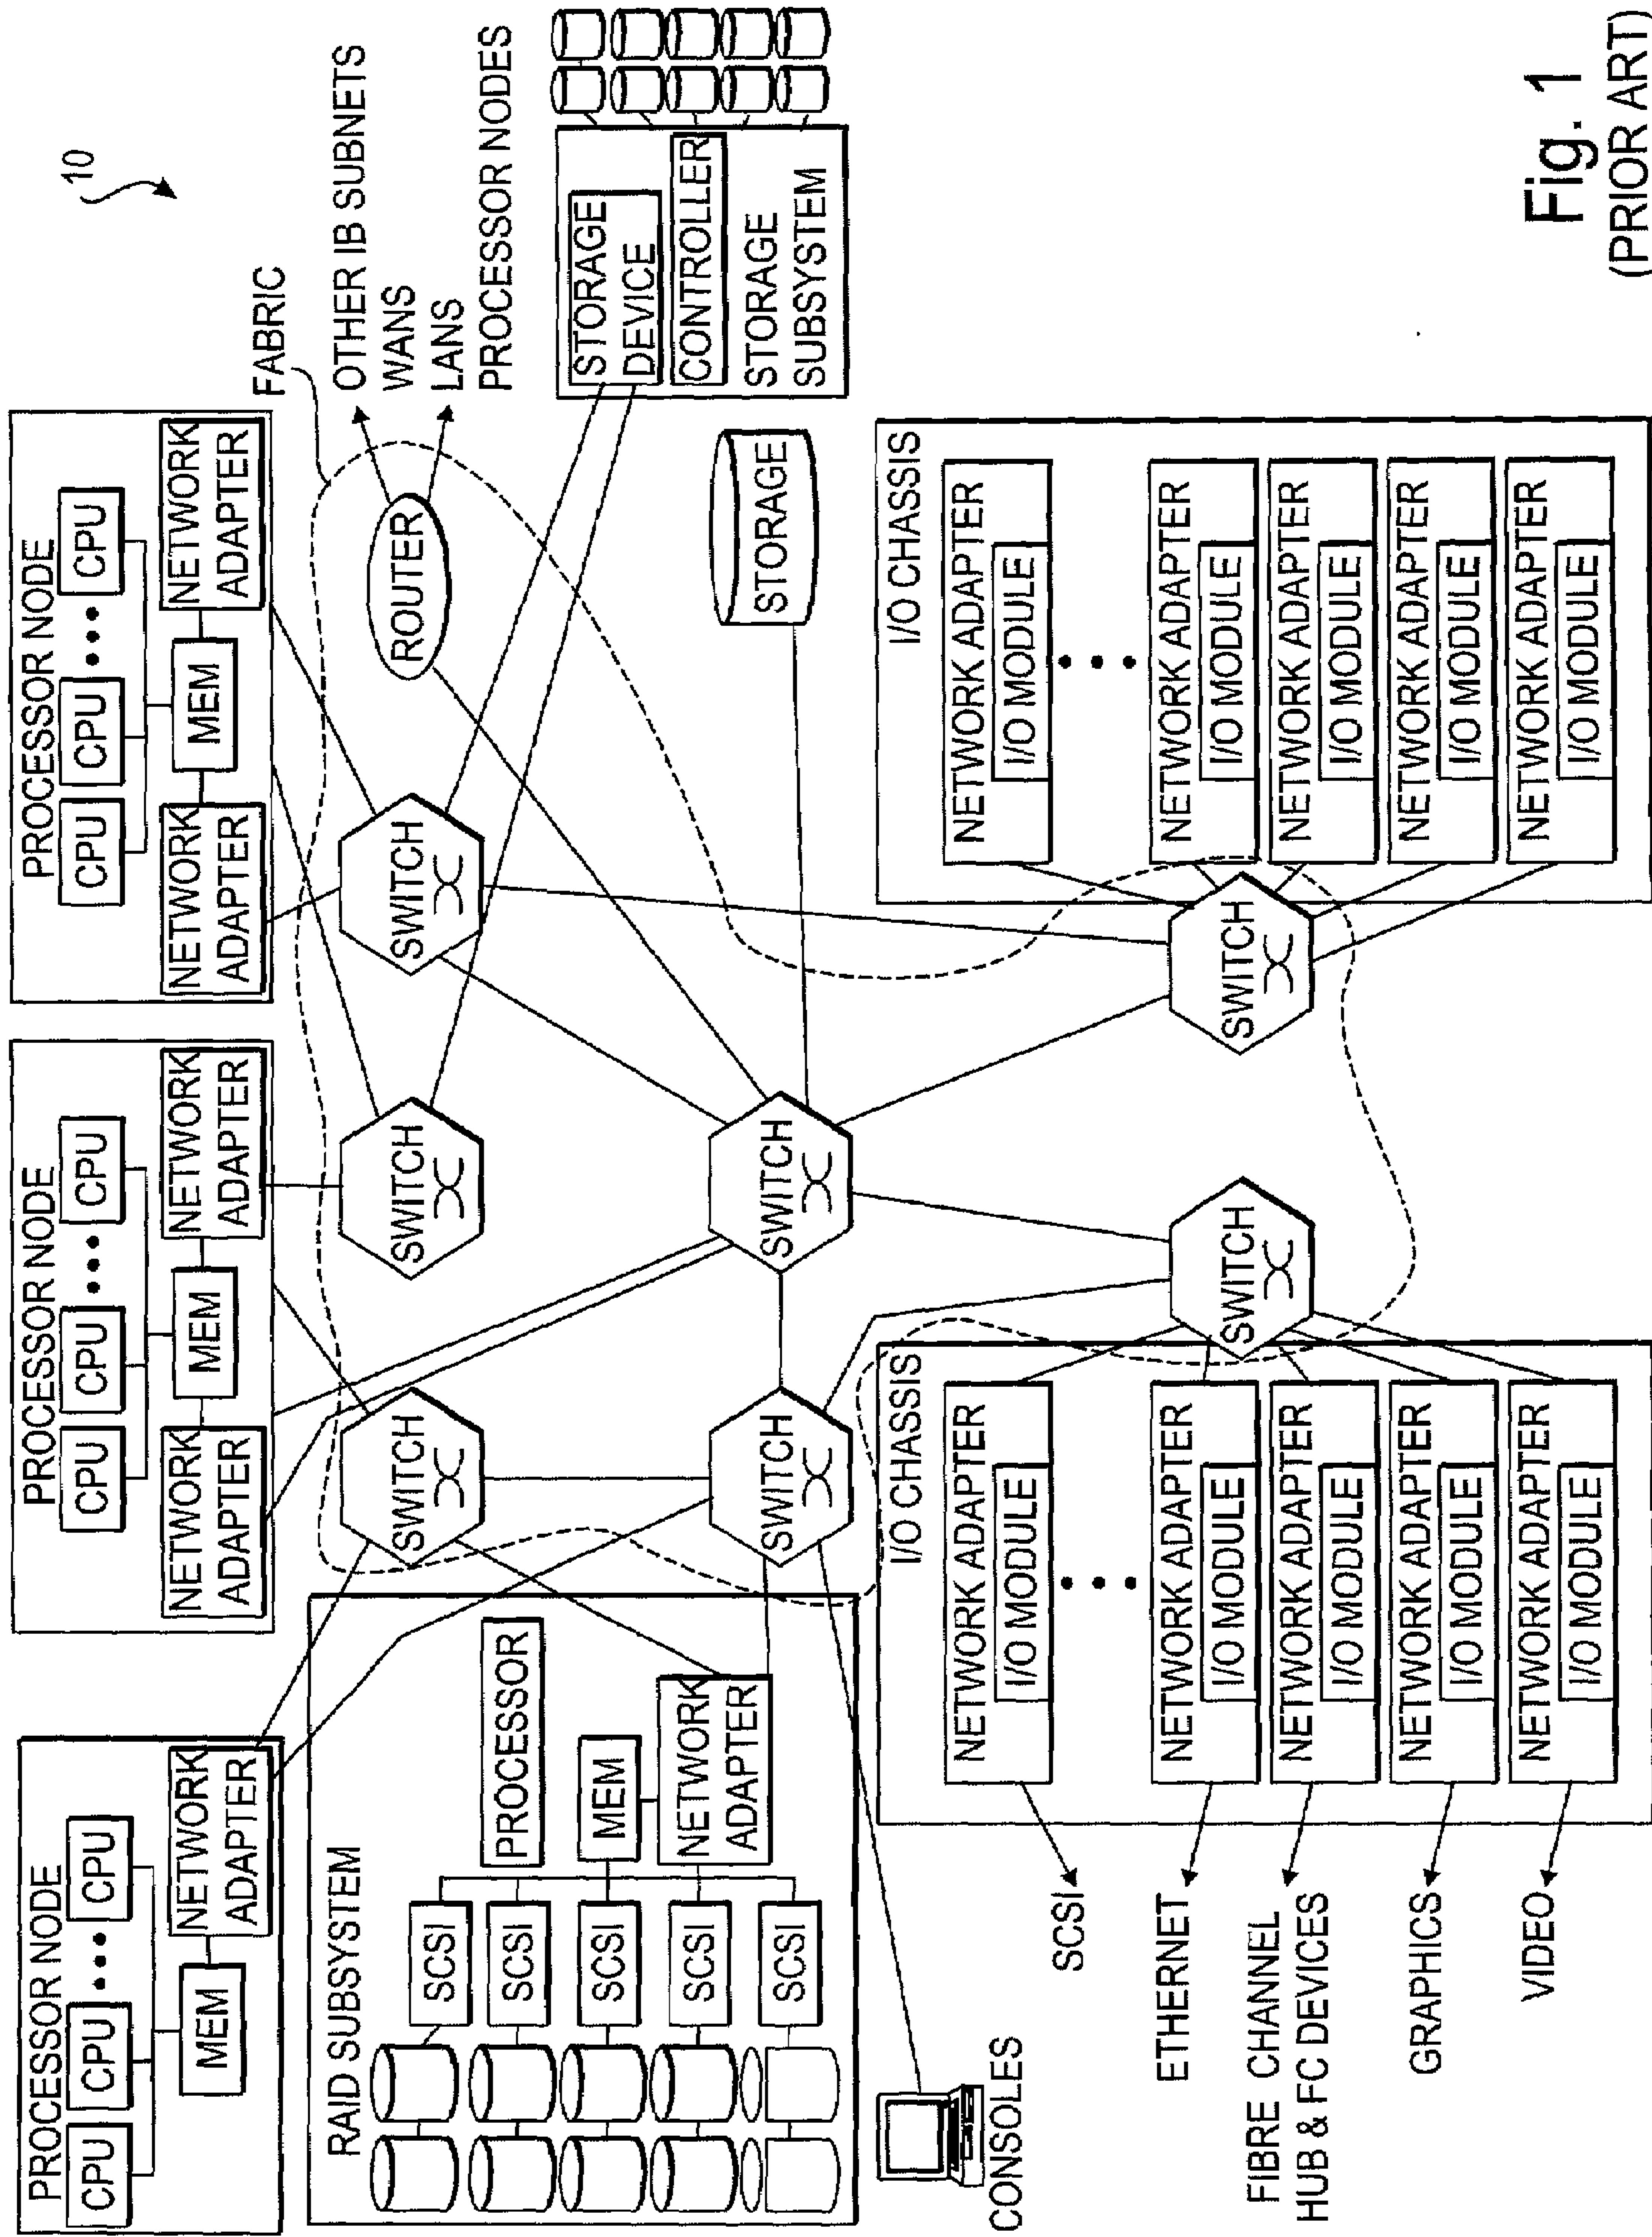 10
PROCESSOR NODE
CPU
CPU
CPU
MEM
NETWORK
ADAPTER
PROCESSOR NODE
CPU
CPU
CPU
NETWORK
ADAPTER
MEM
NETWORK
ADAPTER
PROCESSOR NODE
CPU
CPU
CPU
NETWORK
ADAPTER
MEM
NETWORK
ADAPTER
FABRIC
RAID SUBSYSTEM
SCSI
SCSI
SCSI
SCSI
SCSI
PROCESSOR
MEM
NETWORK
ADAPTER
SWITCH
SWITCH
SWITCH
ROUTER
OTHER IB SUBNETS
WANS
LANS
PROCESSOR NODES
STORAGE
DEVICE
CONTROLLER
STORAGE
SUBSYSTEM
SWITCH
SWITCH
STORAGE
CONSOLES
I/O CHASSIS
NETWORK ADAPTER
I/O MODULE
NETWORK ADAPTER
I/O MODULE
NETWORK ADAPTER
I/O MODULE
NETWORK ADAPTER
I/O MODULE
NETWORK ADAPTER
I/O MODULE
SCSI
ETHERNET
FIBRE CHANNEL
HUB & FC DEVICES
GRAPHICS
VIDEO
SWITCH
SWITCH
I/O CHASSIS
NETWORK ADAPTER
I/O MODULE
NETWORK ADAPTER
I/O MODULE
NETWORK ADAPTER
I/O MODULE
NETWORK ADAPTER
I/O MODULE
NETWORK ADAPTER
I/O MODULE
Fig. 1
(PRIOR ART)